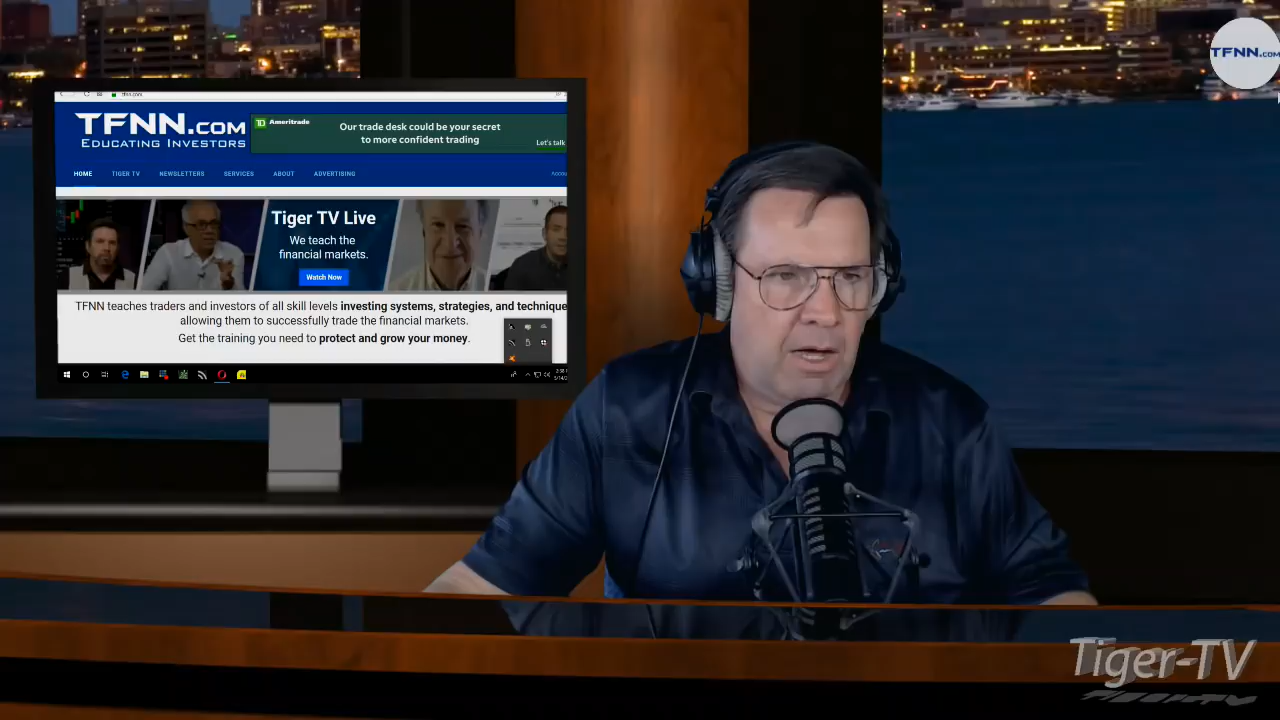 TFNN.COM
tfnn.com
TFNN.COM
EDUCATING INVESTORS
TD Ameritrade
Our trade desk could be your secret
to more confident trading
Let's talk
HOME TIGER TV NEWSLETTERS SERVICES ABOUT ADVERTISING
Tiger TV Live
We teach the
financial markets.
Watch Now
TFNN teaches traders and investors of all skill levels investing systems, strategies, and technique
allowing them to successfully trade the financial markets.
Get the training you need to protect and grow your money.
Tiger-TV